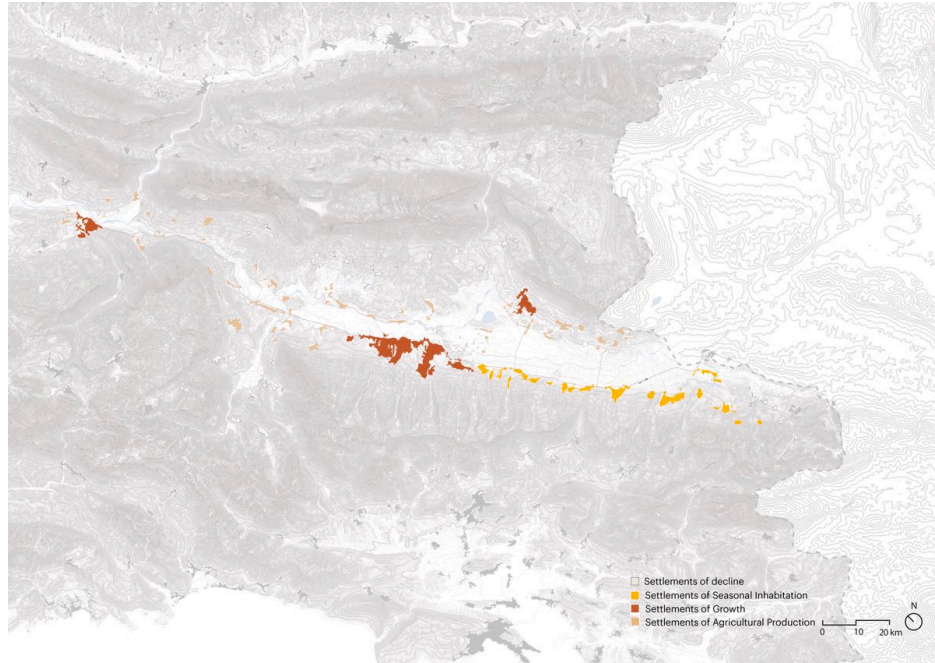 Settlements of decline
Settlements of Seasonal Inhabitation
Settlements of Growth
Settlements of Agricultural Production
N
0 10 20 km